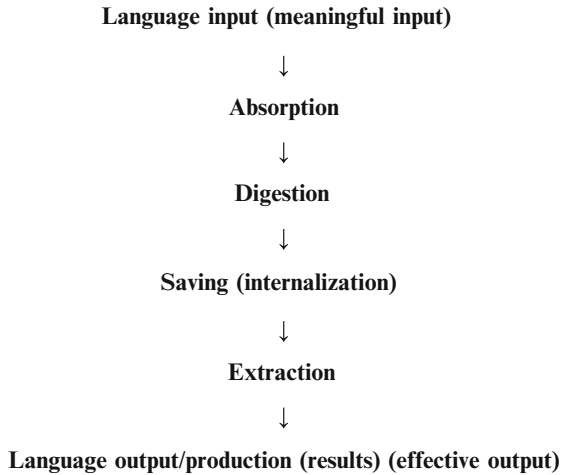 Language input (meaningful input)
↓
Absorption
↓
Digestion
↓
Saving (internalization)
↓
Extraction
↓
Language output/production (results) (effective output)